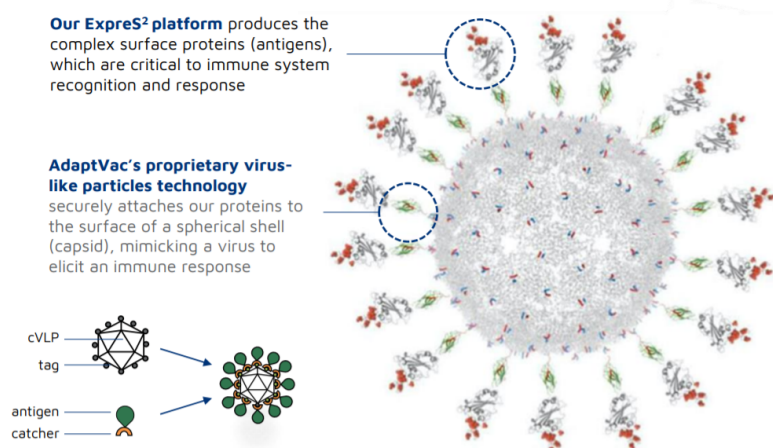 Our ExpreS² platform produces the
complex surface proteins (antigens),
which are critical to immune system
recognition and response
AdaptVac's proprietary virus-
like particles technology
securely attaches our proteins to
the surface of a spherical shell
(capsid), mimicking a virus to
elicit an immune response
cVLP
tag
antigen
catcher